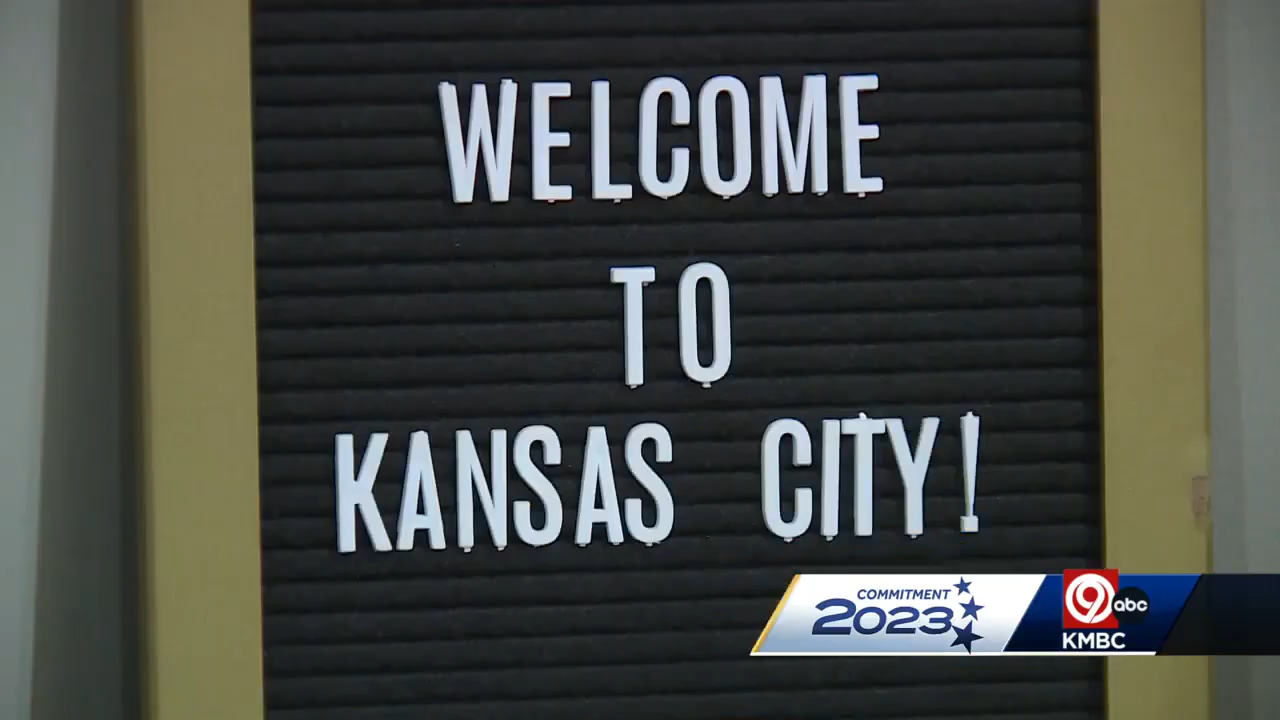 WELCOME
TO
KANSAS CITY!
COMMITMENT
2023
9
abc
KMBC